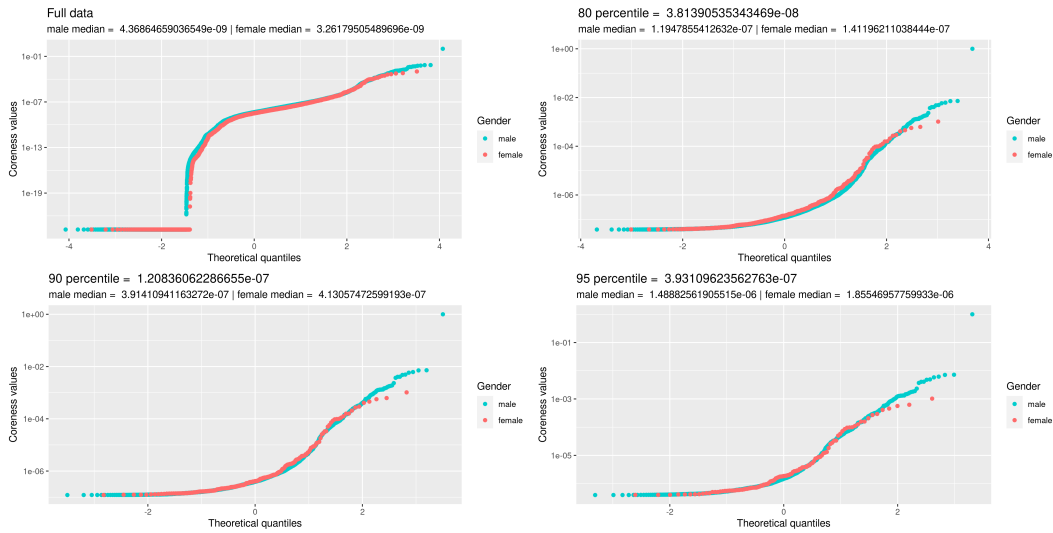 Full data
male median = 4.36864659036549e-09 | female median = 3.26179505489696e-09
1e-01
1e-07
1e-13
1e-19
-4
-2
0
2
4
Theoretical quantiles
Coreness values
Gender
male
female
80 percentile = 3.81390535343469e-08
male median = 1.1947855412632e-07 | female median = 1.41196211038444e-07
1e+00
1e-02
1e-04
1e-06
-4
-2
0
2
4
Theoretical quantiles
Coreness values
Gender
male
female
90 percentile = 1.20836062286655e-07
male median = 3.91410941163272e-07 | female median = 4.13057472599193e-07
1e+00
1e-02
1e-04
1e-06
-2
0
2
Theoretical quantiles
Coreness values
Gender
male
female
95 percentile = 3.93109623562763e-07
male median = 1.48882561905515e-06 | female median = 1.85546957759933e-06
1e-01
1e-03
1e-05
-2
0
2
Theoretical quantiles
Coreness values
Gender
male
female